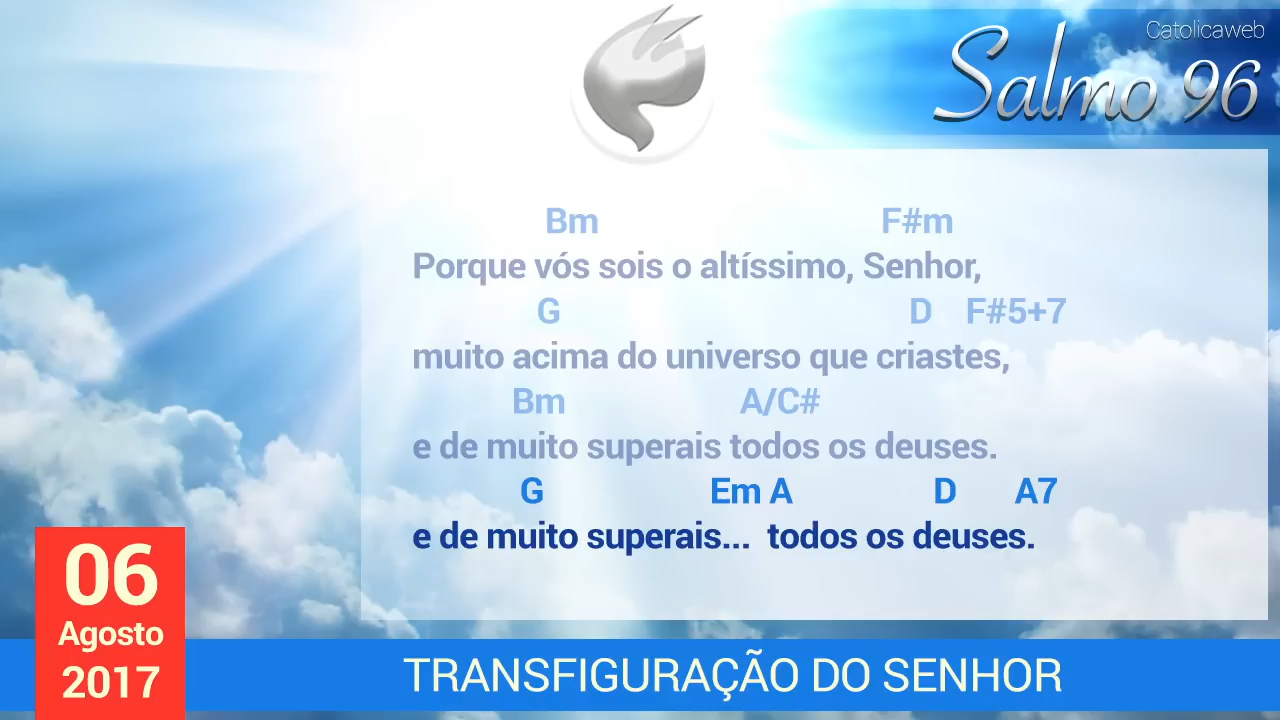 Catolicaweb
Salmo 96
Bm F#m
Porque vós sois o altíssimo, Senhor,
G D F#5+7
muito acima do universo que criastes,
Bm A/C#
e de muito superais todos os deuses.
G Em A D A7
e de muito superais... todos os deuses.
06
Agosto
2017
TRANSFIGURAÇÃO DO SENHOR